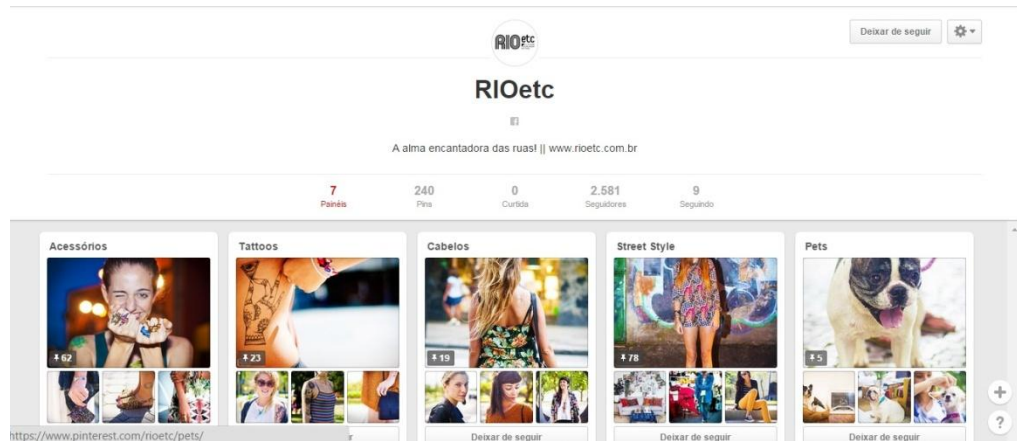 Deixar de seguir
RIOetc
RIOetc
A alma encantadora das ruas! || www.rioetc.com.br
7 240 0 2.581 9
Painéis Pins Curtida Seguidores Seguindo
Acessórios Tattoos Cabelos Street Style Pets
62 23 19 78 5
+
?
https://www.pinterest.com/rioetc/pets/ r Deixar de seguir Deixar de seguir Deixar de seguir